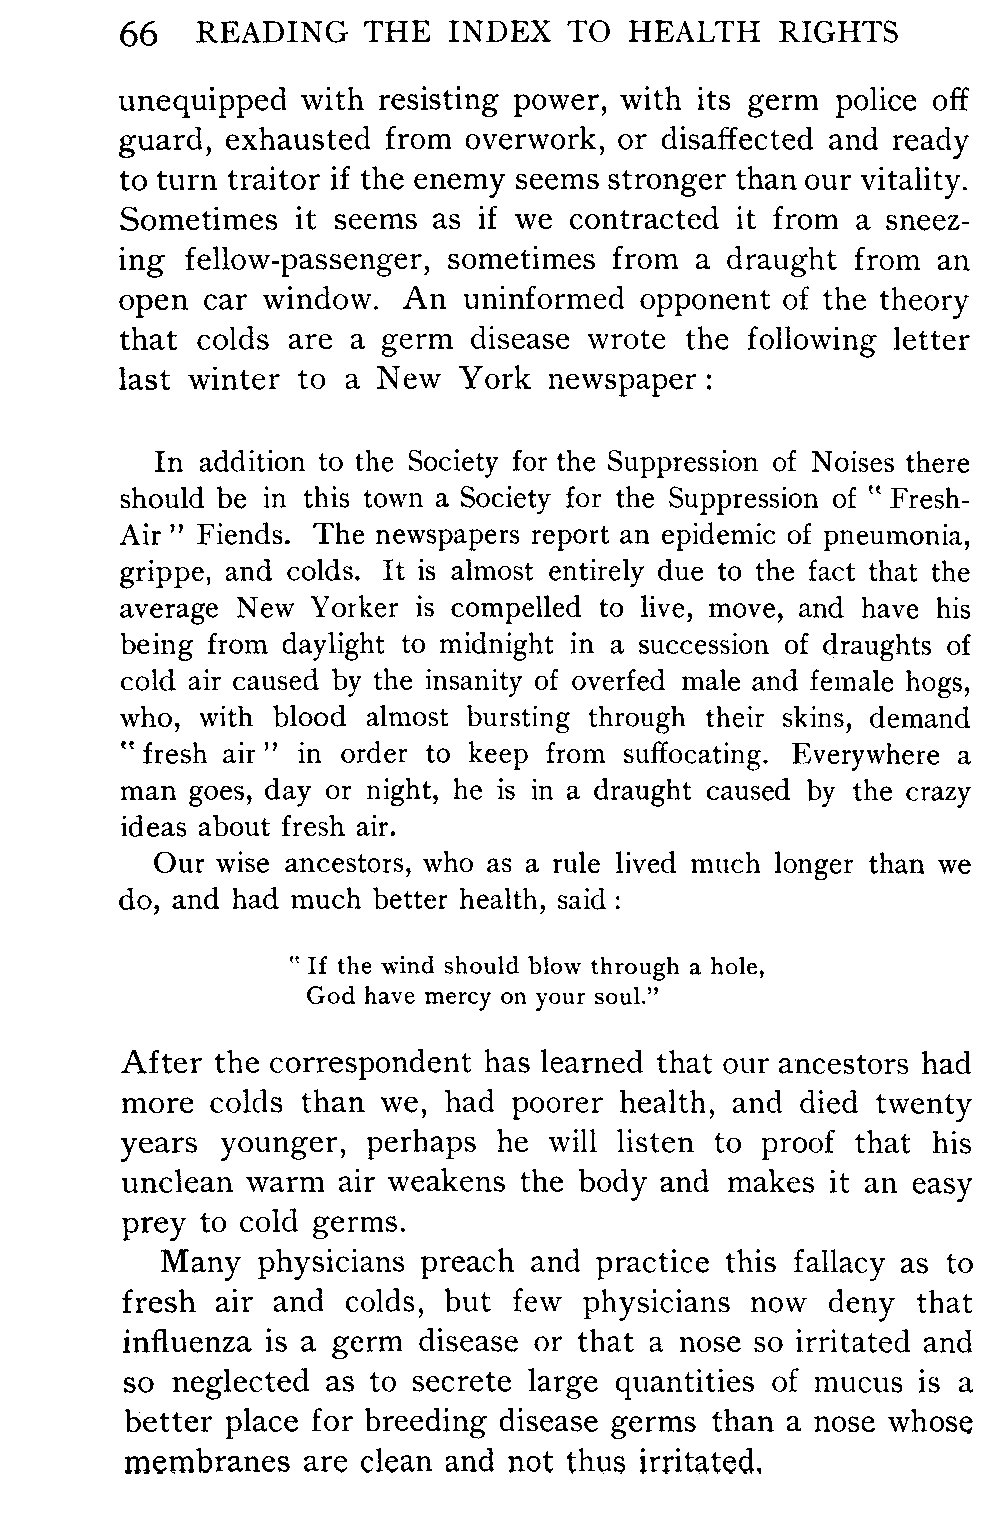 66 READING THE INDEX TO HEALTH RIGHTS
unequipped with resisting power, with its germ police off
guard, exhausted from overwork, or disaffected and ready
to turn traitor if the enemy seems stronger than our vitality.
Sometimes it seems as if we contracted it from a sneez-
ing fellow-passenger, sometimes from a draught from an
open car window. An uninformed opponent of the theory
that colds are a germ disease wrote the following letter
last winter to a New York newspaper :
In addition to the Society for the Suppression of Noises there
should be in this town a Society for the Suppression of "Fresh-
Air" Fiends. The newspapers report an epidemic of pneumonia,
grippe, and colds. It is almost entirely due to the fact that the
average New Yorker is compelled to live, move, and have his
being from daylight to midnight in a succession of draughts of
cold air caused by the insanity of overfed male and female hogs,
who, with blood almost bursting through their skins, demand
"fresh air" in order to keep from suffocating. Everywhere a
man goes, day or night, he is in a draught caused by the crazy
ideas about fresh air.
Our wise ancestors, who as a rule lived much longer than we
do, and had much better health, said :
"If the wind should blow through a hole,
God have mercy on your soul."
After the correspondent has learned that our ancestors had
more colds than we, had poorer health, and died twenty
years younger, perhaps he will listen to proof that his
unclean warm air weakens the body and makes it an easy
prey to cold germs.
Many physicians preach and practice this fallacy as to
fresh air and colds, but few physicians now deny that
influenza is a germ disease or that a nose so irritated and
so neglected as to secrete large quantities of mucus is a
better place for breeding disease germs than a nose whose
membranes are clean and not thus irritated.